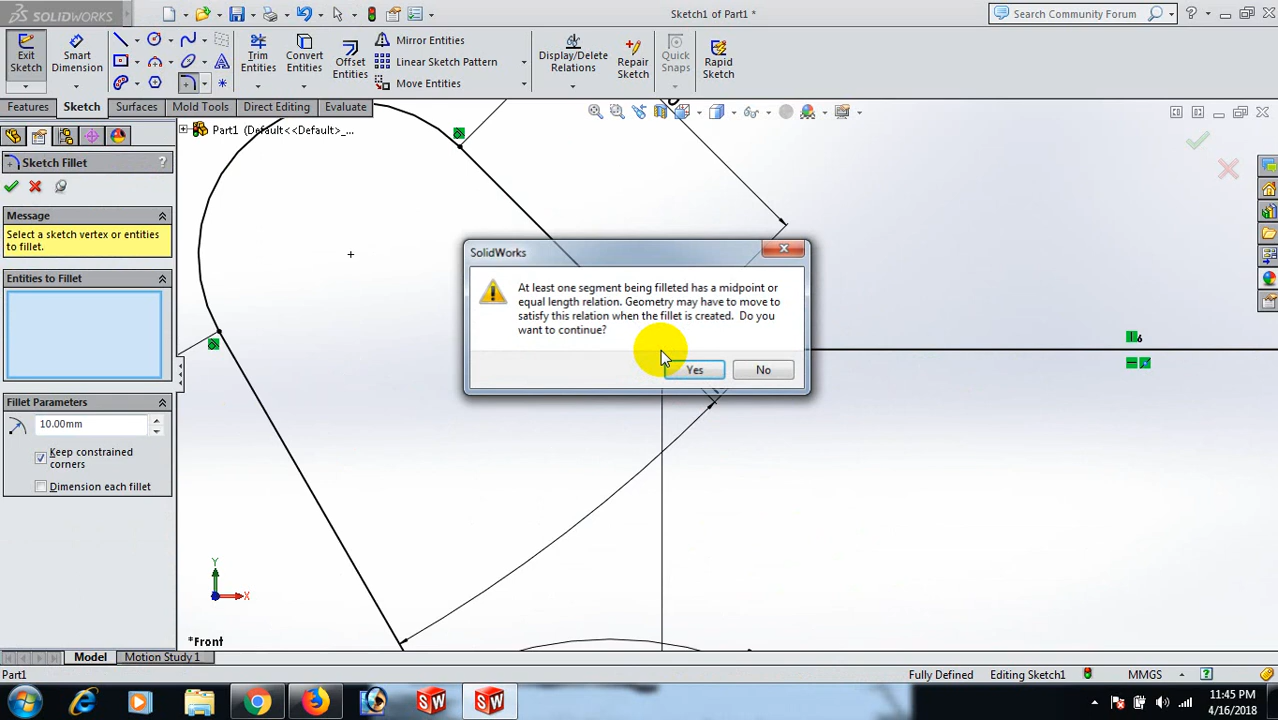 SOLIDWORKS
Sketch1 of Part1 *
Search Community Forum
Exit Sketch
Smart Dimension
Trim Entities
Convert Entities
Offset Entities
Mirror Entities
Linear Sketch Pattern
Move Entities
Display/Delete Relations
Repair Sketch
Quick Snaps
Rapid Sketch
Features
Sketch
Surfaces
Mold Tools
Direct Editing
Evaluate
Part1 (Default<<Default>_...
Sketch Fillet
?
Message
Select a sketch vertex or entities
to fillet.
Entities to Fillet
Fillet Parameters
10.00mm
Keep constrained
corners
Dimension each fillet
SolidWorks
At least one segment being filleted has a midpoint or
equal length relation. Geometry may have to move to
satisfy this relation when the fillet is created. Do you
want to continue?
Yes
No
6
Y
X
*Front
Model
Motion Study 1
Part1
Fully Defined
Editing Sketch1
MMGS
?
SW
SW
11:45 PM
4/16/2018